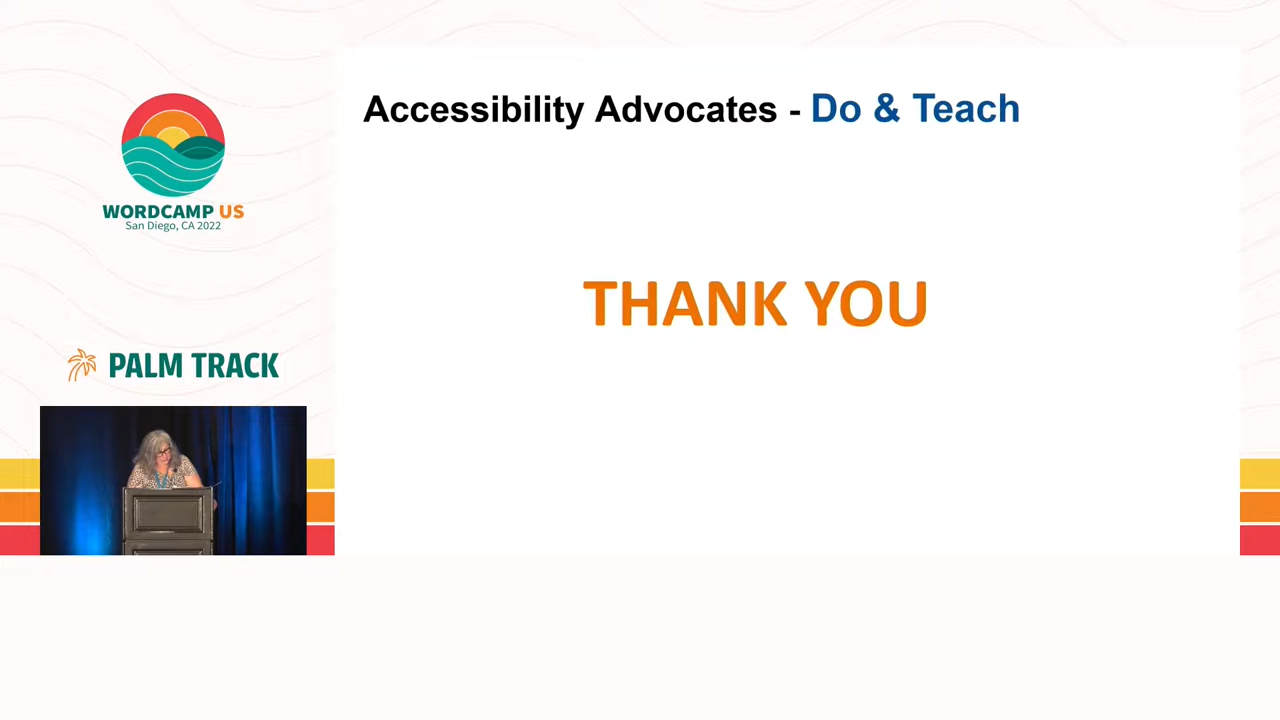 Accessibility Advocates - Do & Teach
WORDCAMP US
San Diego, CA 2022
THANK YOU
PALM TRACK